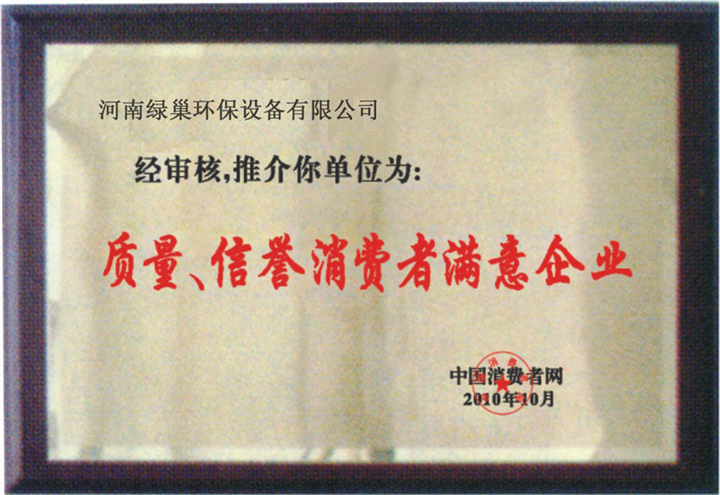 河南绿巢环保设备有限公司
经审核,推介你单位为:
质量、信誉消费者满意企业
中国消费者网
2010年10月